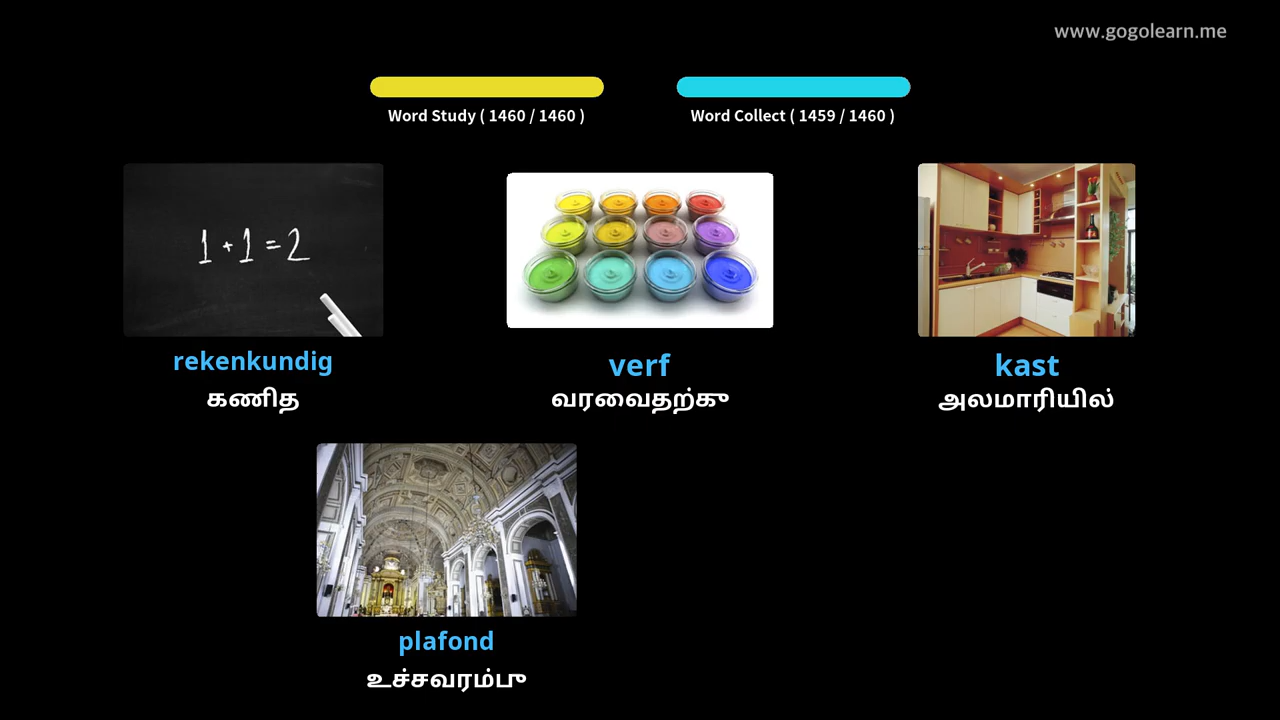 www.gogolearn.me
Word Study ( 1460 / 1460 )
Word Collect ( 1459 / 1460 )
1 + 1 = 2
rekenkundig
கணித
verf
வரவைதற்கு
kast
அலமாரியில்
plafond
உச்சவரம்பு